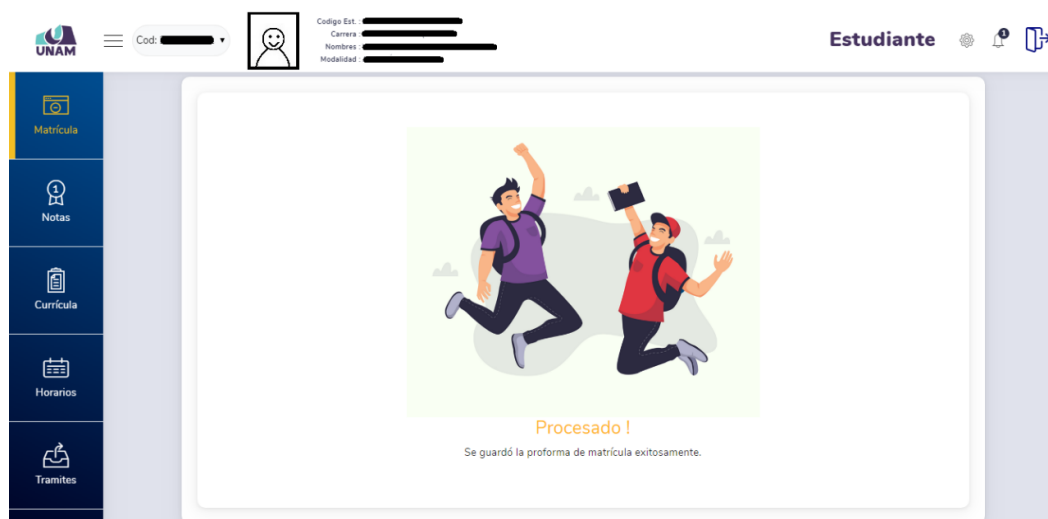 UNAM
Cod:
Codigo Est. :
Carrera :
Nombres :
Modalidad :
Estudiante
Matrícula
1
Notas
Currícula
Horarios
Tramites
Procesado !
Se guardó la proforma de matrícula exitosamente.